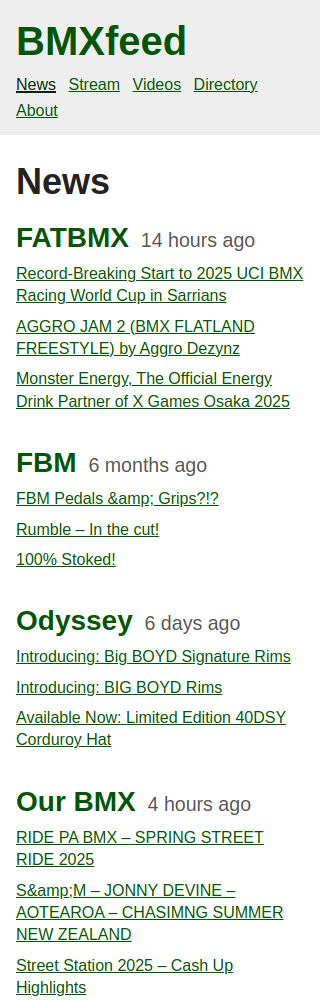 BMXfeed
News Stream Videos Directory
About
News
FATBMX 14 hours ago
Record-Breaking Start to 2025 UCI BMX
Racing World Cup in Sarrians
AGGRO JAM 2 (BMX FLATLAND
FREESTYLE) by Aggro Dezynz
Monster Energy, The Official Energy
Drink Partner of X Games Osaka 2025
FBM 6 months ago
FBM Pedals &amp; Grips?!?
Rumble – In the cut!
100% Stoked!
Odyssey 6 days ago
Introducing: Big BOYD Signature Rims
Introducing: BIG BOYD Rims
Available Now: Limited Edition 40DSY
Corduroy Hat
Our BMX 4 hours ago
RIDE PA BMX – SPRING STREET
RIDE 2025
S&amp;M – JONNY DEVINE –
AOTEAROA – CHASIMNG SUMMER
NEW ZEALAND
Street Station 2025 – Cash Up
Highlights